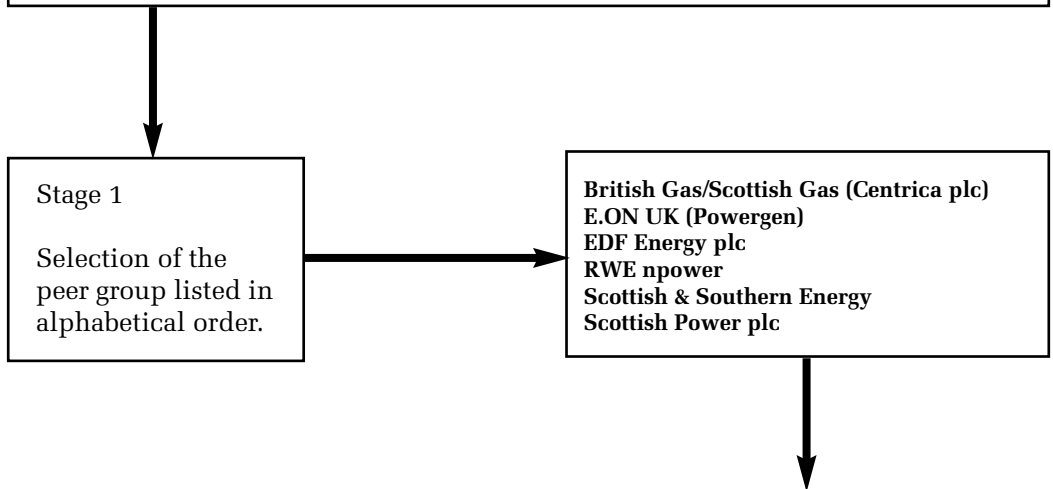 Stage 1
Selection of the
peer group listed in
alphabetical order.
British Gas/Scottish Gas (Centrica plc)
E.ON UK (Powergen)
EDF Energy plc
RWE npower
Scottish & Southern Energy
Scottish Power plc